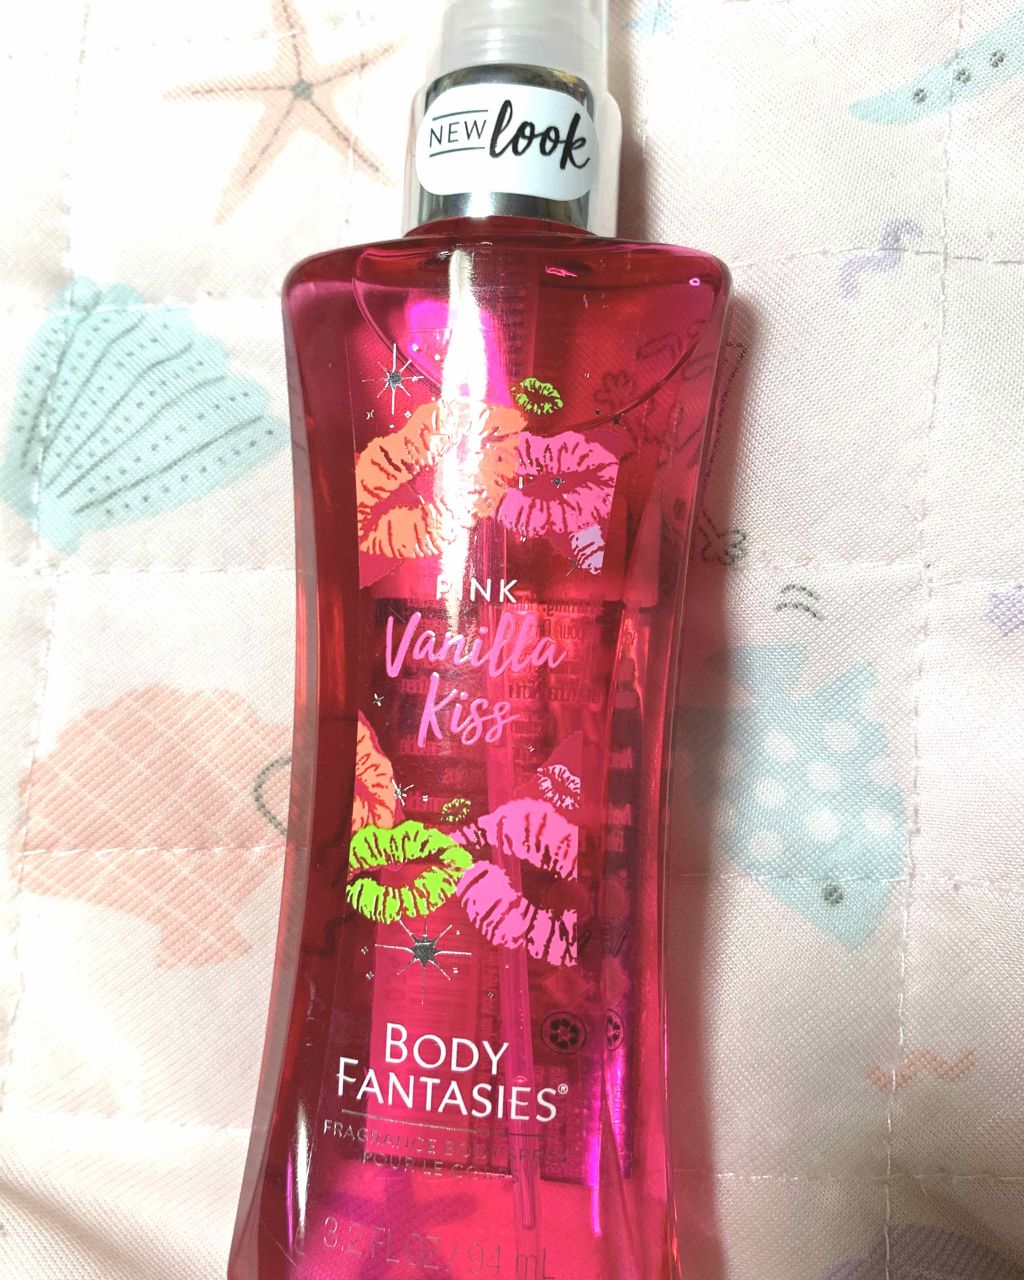 NEW look
PINK
Vanilla
Kiss
BODY
FANTASIES®
FRAGRANCE BODY SPRAY
POUR LE CORPS
3.2 FL OZ / 94 mL